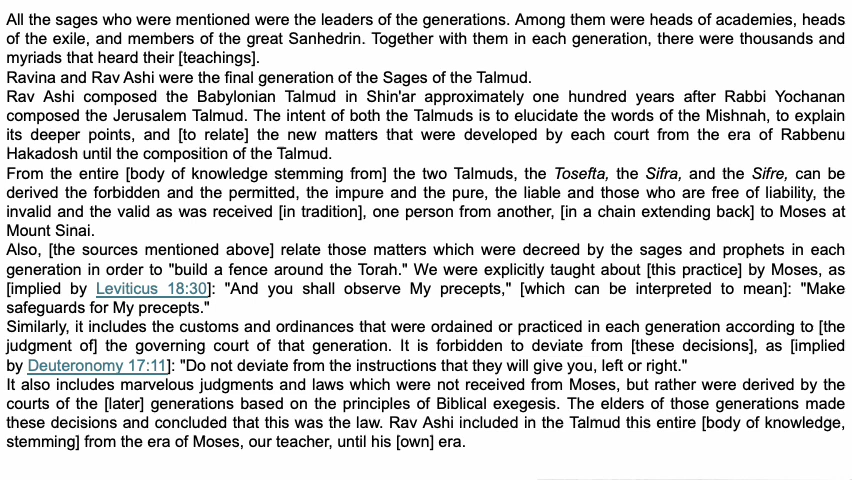 All the sages who were mentioned were the leaders of the generations. Among them were heads of academies, heads
of the exile, and members of the great Sanhedrin. Together with them in each generation, there were thousands and
myriads that heard their [teachings].
Ravina and Rav Ashi were the final generation of the Sages of the Talmud.
Rav Ashi composed the Babylonian Talmud in Shin'ar approximately one hundred years after Rabbi Yochanan
composed the Jerusalem Talmud. The intent of both the Talmuds is to elucidate the words of the Mishnah, to explain
its deeper points, and [to relate] the new matters that were developed by each court from the era of Rabbenu
Hakadosh until the composition of the Talmud.
From the entire [body of knowledge stemming from] the two Talmuds, the Tosefta, the Sifra, and the Sifre, can be
derived the forbidden and the permitted, the impure and the pure, the liable and those who are free of liability, the
invalid and the valid as was received [in tradition], one person from another, [in a chain extending back] to Moses at
Mount Sinai.
Also, [the sources mentioned above] relate those matters which were decreed by the sages and prophets in each
generation in order to "build a fence around the Torah." We were explicitly taught about [this practice] by Moses, as
[implied by Leviticus 18:30]: "And you shall observe My precepts," [which can be interpreted to mean]: "Make
safeguards for My precepts."
Similarly, it includes the customs and ordinances that were ordained or practiced in each generation according to [the
judgment of] the governing court of that generation. It is forbidden to deviate from [these decisions], as [implied
by Deuteronomy 17:11]: "Do not deviate from the instructions that they will give you, left or right."
It also includes marvelous judgments and laws which were not received from Moses, but rather were derived by the
courts of the [later] generations based on the principles of Biblical exegesis. The elders of those generations made
these decisions and concluded that this was the law. Rav Ashi included in the Talmud this entire [body of knowledge,
stemming] from the era of Moses, our teacher, until his [own] era.